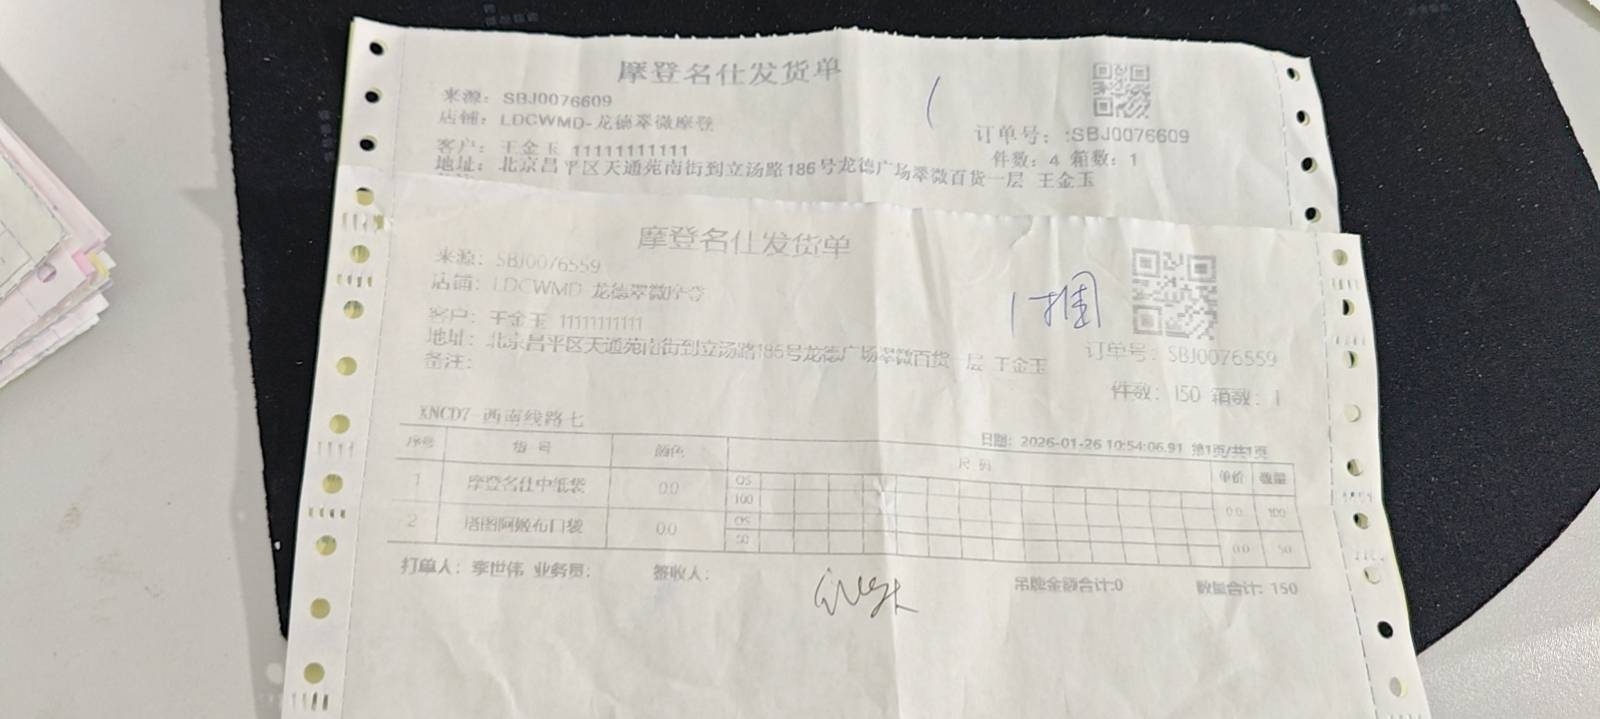 摩登名仕发货单
来源：SBJ0076609
店铺：LDCWMD-龙德翠微摩登
订单号：:SBJ0076609
客户：王金玉 11111111111
件数：4 箱数：1
地址：北京昌平区天通苑南街到立汤路186号龙德广场翠微百货一层 王金玉
摩登名仕发货单
来源：SBJ0076559
店铺：LDCWMD 龙德翠微摩登
1捆
客户：王金玉 11111111111
订单号：SBJ0076559
地址：北京昌平区天通苑南街到立汤路186号龙德广场翠微百货一层 王金玉
备注：
件数：150 箱数：1
XNCD7-西南线路七
日期：2026-01-26 10:54:06.91 第1页/共1页
序号 货号 颜色 尺码 单价 数量
1 摩登名仕中纸袋 00 OS 00 100
100
2 塔图阿姬布口袋 00 OS 00 50
50
打单人：李世伟 业务员： 签收人： 吊牌金额合计:0 数量合计: 150